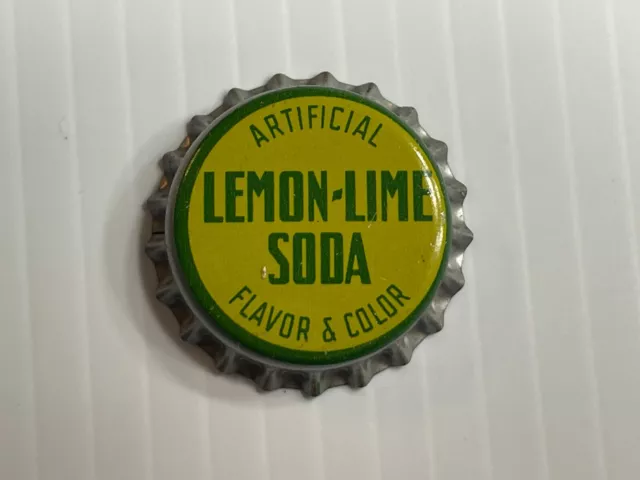 ARTIFICIAL
LEMON-LIME
SODA
FLAVOR & COLOR